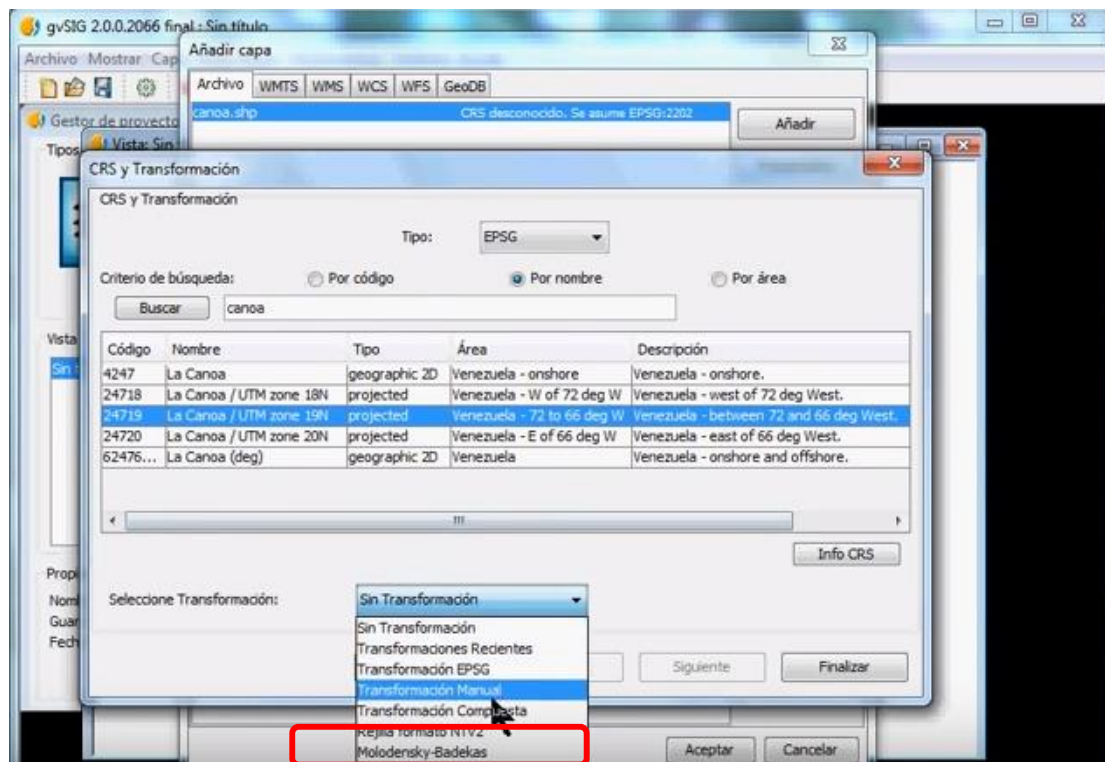 gvSIG 2.0.0.2066 final : Sin título
Añadir capa
Archivo Mostrar Cap
Archivo WMTS WMS WCS WFS GeoDB
canoa.shp CRS desconocido. Se asume EPSG:2202
Añadir
Gestor de proyecto
Tipos
Vista: Sin
CRS y Transformación
CRS y Transformación
Tipo: EPSG
Criterio de búsqueda: Por código Por nombre Por área
Buscar canoa
Vista
Sin
Código Nombre Tipo Área Descripción
4247 La Canoa geographic 2D Venezuela - onshore Venezuela - onshore.
24718 La Canoa / UTM zone 18N projected Venezuela - W of 72 deg W Venezuela - west of 72 deg West.
24719 La Canoa / UTM zone 19N projected Venezuela - 72 to 66 deg W Venezuela - between 72 and 66 deg West.
24720 La Canoa / UTM zone 20N projected Venezuela - E of 66 deg W Venezuela - east of 66 deg West.
62476... La Canoa (deg) geographic 2D Venezuela Venezuela - onshore and offshore.
Info CRS
Prop
Nom
Guar
Fech
Seleccione Transformación: Sin Transformación
Sin Transformación
Transformaciones Recientes
Transformación EPSG
Transformación Manual
Transformación Compuesta
Rejilla formato NTV2
Molodensky-Badekas
Siguiente Finalizar
Aceptar Cancelar